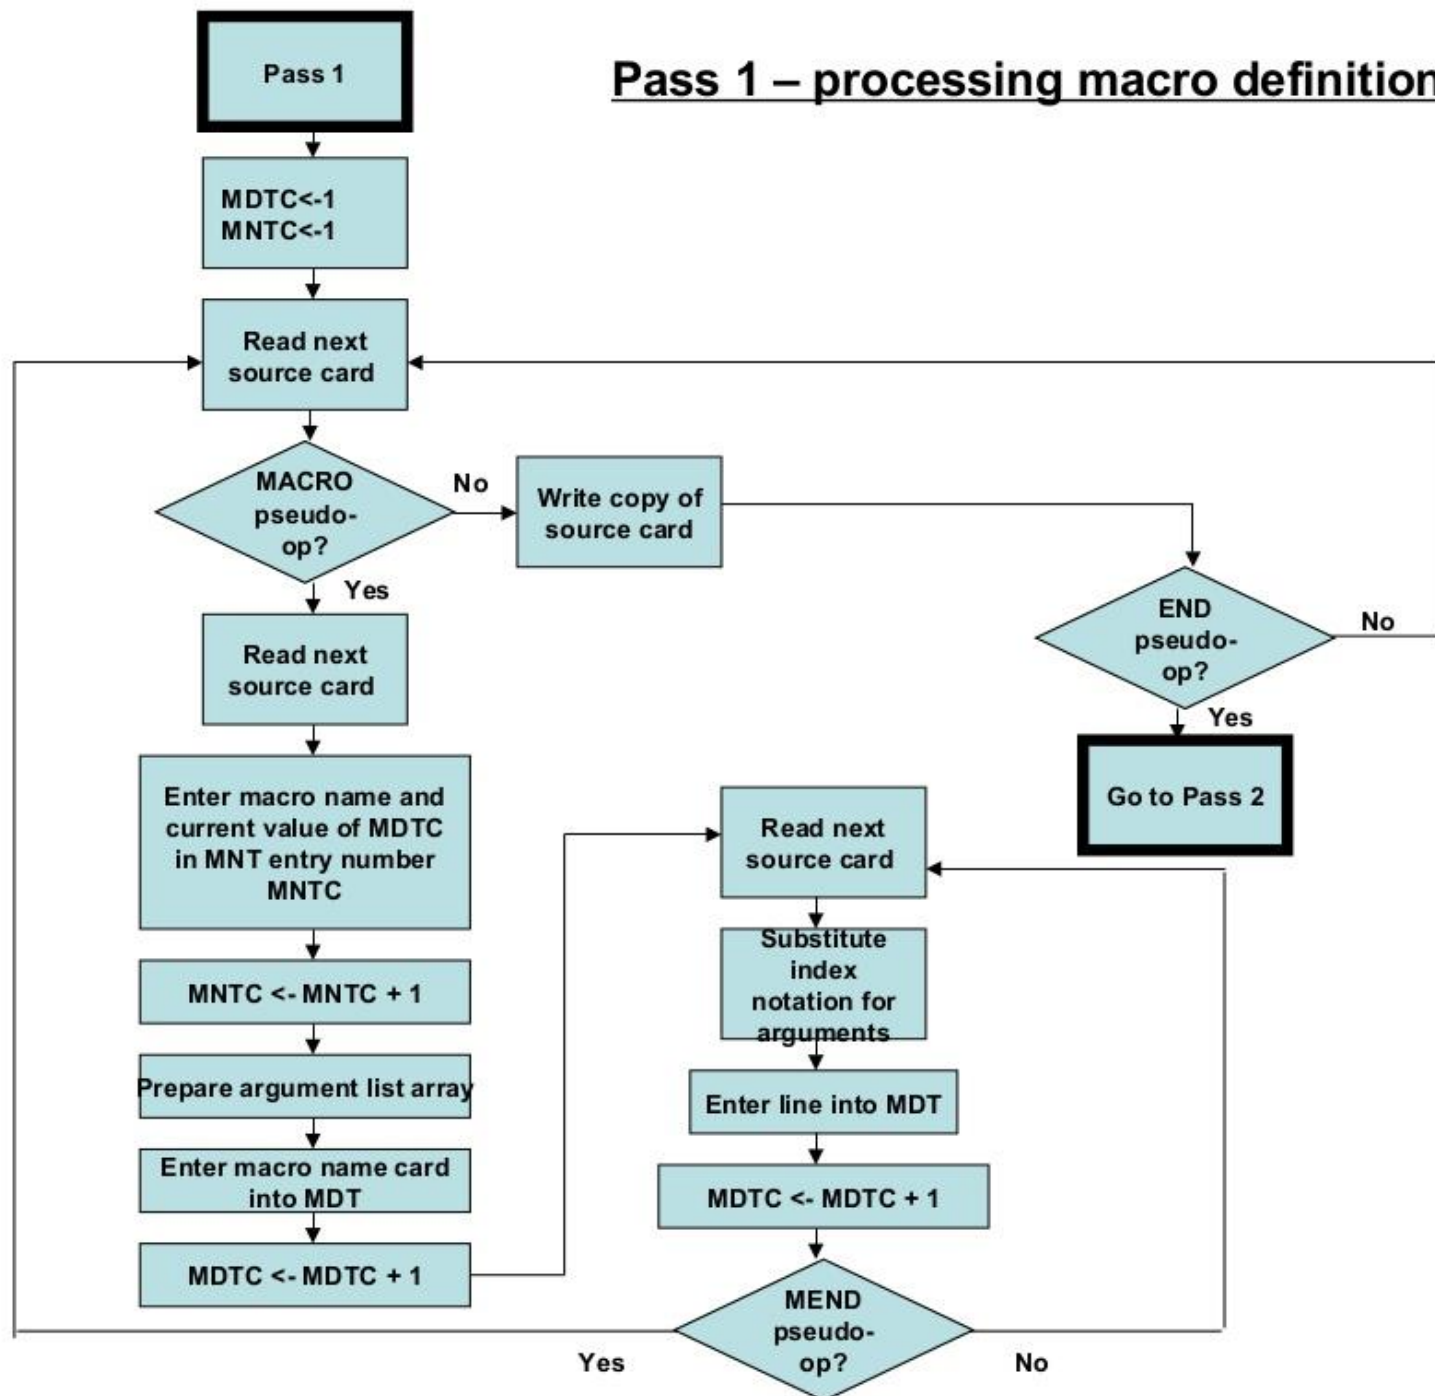 Pass 1
Pass 1 – processing macro definition
MDTC<-1
MNTC<-1
Read next
source card
MACRO
pseudo-
op?
No
Write copy of
source card
Yes
END
pseudo-
op?
No
Yes
Go to Pass 2
Read next
source card
Enter macro name and
current value of MDTC
in MNT entry number
MNTC
MNTC <- MNTC + 1
Prepare argument list array
Enter macro name card
into MDT
MDTC <- MDTC + 1
Read next
source card
Substitute
index
notation for
arguments
Enter line into MDT
MDTC <- MDTC + 1
MEND
pseudo-
op?
Yes
No